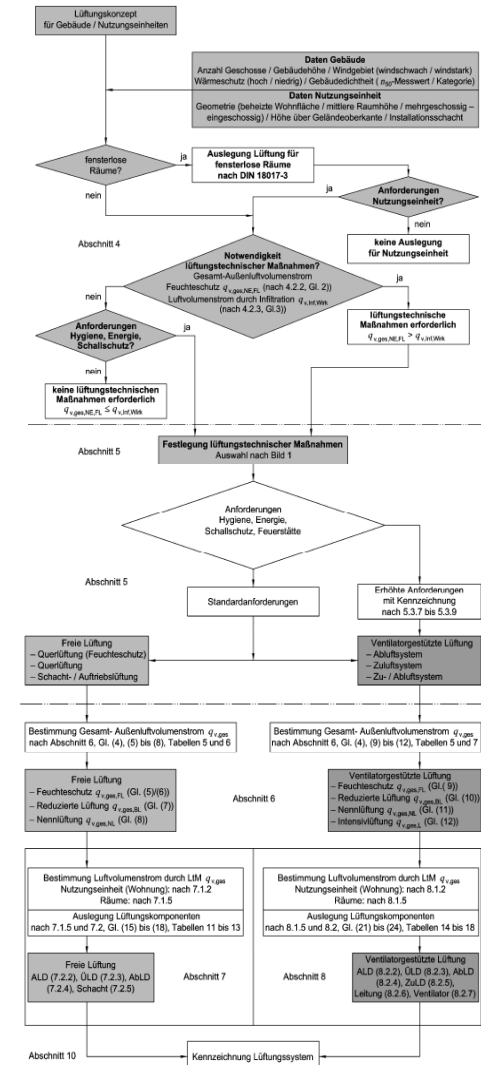 Lüftungskonzept
für Gebäude / Nutzungseinheiten
Daten Gebäude
Anzahl Geschosse / Gebäudehöhe / Windgebiet (windschwach / windstark)
Wärmeschutz (hoch / niedrig) / Gebäudedichtheit ( n50-Messwert / Kategorie)
Daten Nutzungseinheit
Geometrie (beheizte Wohnfläche / mittlere Raumhöhe / mehrgeschossig –
eingeschossig) / Höhe über Geländeoberkante / Installationsschacht
fensterlose
Räume?
ja
Auslegung Lüftung für
fensterlose Räume
nach DIN 18017-3
nein
ja
Anforderungen
Nutzungseinheit?
nein
keine Auslegung
für Nutzungseinheit
Abschnitt 4
Notwendigkeit
lüftungstechnischer Maßnahmen?
Gesamt-Außenluftvolumenstrom
Feuchteschutz qv,ges,NE,FL (nach 4.2.2, Gl. 2))
Luftvolumenstrom durch Infiltration qv,Inf,Wirk
(nach 4.2.3, Gl.3))
nein
ja
Anforderungen
Hygiene, Energie,
Schallschutz?
ja
lüftungstechnische
Maßnahmen erforderlich
qv,ges,NE,FL > qv,Inf,Wirk
nein
keine lüftungstechnischen
Maßnahmen erforderlich
qv,ges,NE,FL ≤ qv,Inf,Wirk
Abschnitt 5
Festlegung lüftungstechnischer Maßnahmen
Auswahl nach Bild 1
Anforderungen
Hygiene, Energie,
Schallschutz, Feuerstätte
Abschnitt 5
Standardanforderungen
Erhöhte Anforderungen
mit Kennzeichnung
nach 5.3.7 bis 5.3.9
Freie Lüftung
– Querlüftung (Feuchteschutz)
– Querlüftung
– Schacht- / Auftriebslüftung
Ventilatorgestützte Lüftung
– Abluftsystem
– Zuluftsystem
– Zu- / Abluftsystem
Bestimmung Gesamt- Außenluftvolumenstrom qv,ges
nach Abschnitt 6, Gl. (4), (5) bis (8), Tabellen 5 und 6
Bestimmung Gesamt- Außenluftvolumenstrom qv,ges
nach Abschnitt 6, Gl. (4), (9) bis (12), Tabellen 5 und 7
Freie Lüftung
– Feuchteschutz qv,ges,FL (Gl. (5)/(6))
– Reduzierte Lüftung qv,ges,BL (Gl. (7))
– Nennlüftung qv,ges,NL (Gl. (8))
Abschnitt 6
Ventilatorgestützte Lüftung
– Feuchteschutz qv,ges,FL (Gl.( 9))
– Reduzierte Lüftung qv,ges,BL (Gl. (10))
– Nennlüftung qv,ges,NL (Gl. (11))
– Intensivlüftung qv,ges,L (Gl. (12))
Bestimmung Luftvolumenstrom durch LtM qv,ges
Nutzungseinheit (Wohnung): nach 7.1.2
Räume: nach 7.1.5
Auslegung Lüftungskomponenten
nach 7.1.5 und 7.2, Gl. (15) bis (18), Tabellen 11 bis 13
Bestimmung Luftvolumenstrom durch LtM qv,ges
Nutzungseinheit (Wohnung): nach 8.1.2
Räume: nach 8.1.5
Auslegung Lüftungskomponenten
nach 8.1.5 und 8.2, Gl. (21) bis (24), Tabellen 14 bis 18
Freie Lüftung
ALD (7.2.2), ÜLD (7.2.3), AbLD
(7.2.4), Schacht (7.2.5)
Abschnitt 7
Abschnitt 8
Ventilatorgestützte Lüftung
ALD (8.2.2), ÜLD (8.2.3), AbLD
(8.2.4), ZuLD (8.2.5),
Leitung (8.2.6), Ventilator (8.2.7)
Abschnitt 10
Kennzeichnung Lüftungssystem